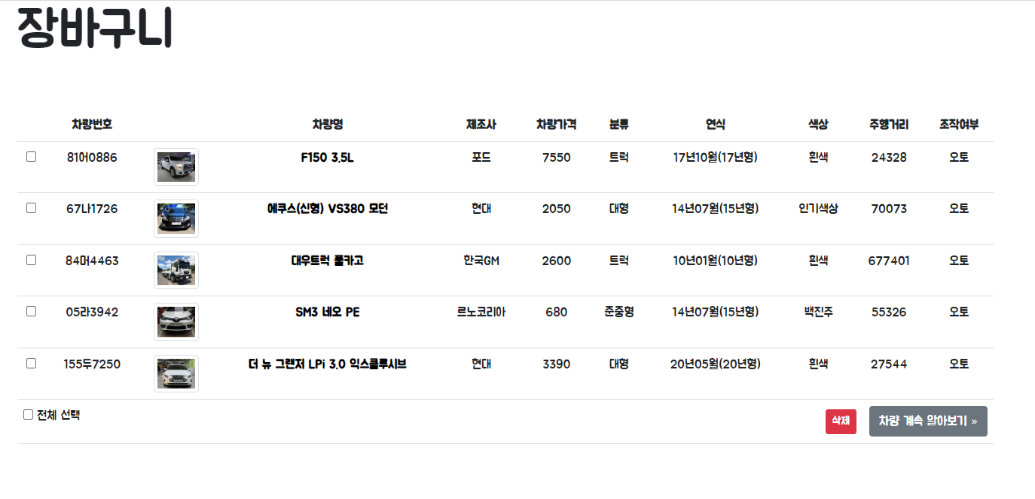 장바구니
차량번호 차량명 제조사 차량가격 분류 연식 색상 주행거리 조작여부
81어0886 F150 3.5L 포드 7550 트럭 17년10월(17년형) 흰색 24328 오토
67나1726 에쿠스(신형) VS380 모던 현대 2050 대형 14년07월(15년형) 인기색상 70073 오토
84머4463 대우트럭 풀카고 한국GM 2600 트럭 10년01월(10년형) 흰색 677401 오토
05라3942 SM3 네오 PE 르노코리아 680 준중형 14년07월(15년형) 백진주 55326 오토
155두7250 더 뉴 그랜저 LPi 3.0 익스클루시브 현대 3390 대형 20년05월(20년형) 흰색 27544 오토
전체 선택 삭제 차량 계속 알아보기 »